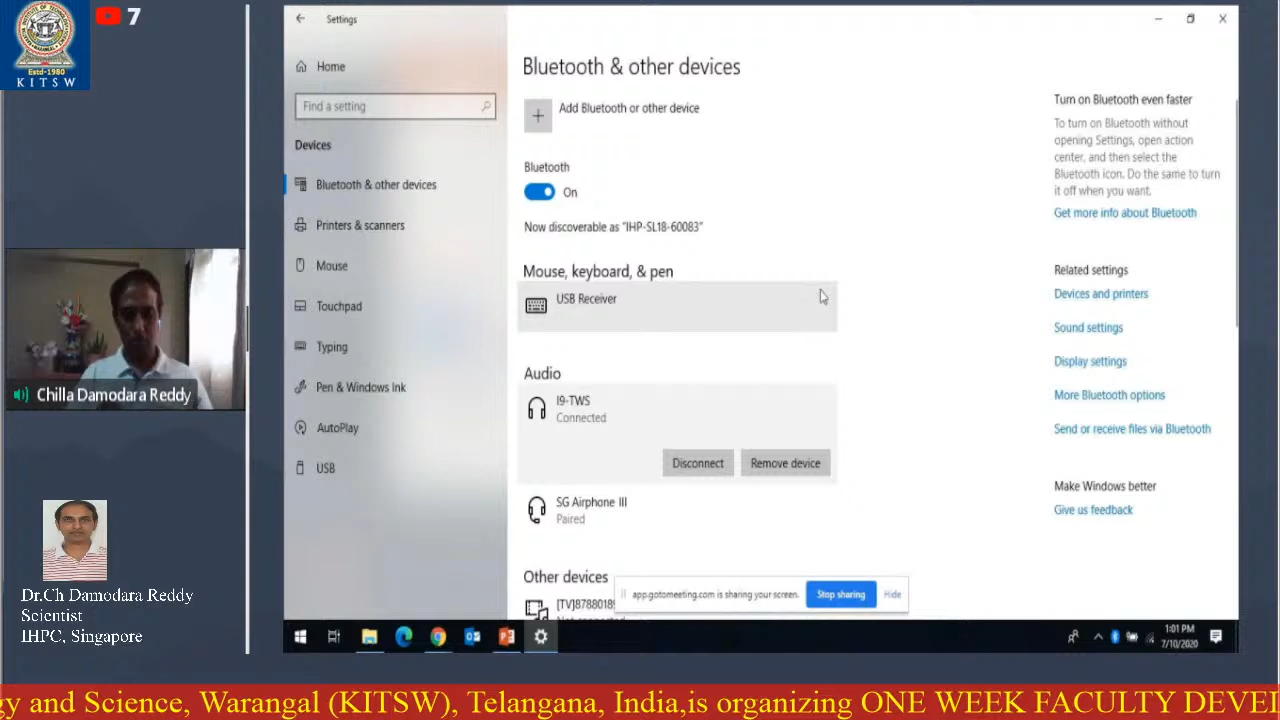 Estd-1980
KITSW
7
Settings
Home
Find a setting
Devices
Bluetooth & other devices
Printers & scanners
Mouse
Touchpad
Typing
Pen & Windows Ink
AutoPlay
USB
Bluetooth & other devices
Add Bluetooth or other device
Bluetooth
On
Now discoverable as "IHP-SL18-60083"
Mouse, keyboard, & pen
USB Receiver
Audio
I9-TWS
Connected
Disconnect
Remove device
SG Airphone III
Paired
Other devices
app.gotomeeting.com is sharing your screen.
Stop sharing
Hide
Turn on Bluetooth even faster
To turn on Bluetooth without
opening Settings, open action
center, and then select the
Bluetooth icon. Do the same to turn
it off when you want.
Get more info about Bluetooth
Related settings
Devices and printers
Sound settings
Display settings
More Bluetooth options
Send or receive files via Bluetooth
Make Windows better
Give us feedback
1:01 PM
7/10/2020
Chilla Damodara Reddy
Dr.Ch Damodara Reddy
Scientist
IHPC, Singapore
gy and Science, Warangal (KITSW), Telangana, India,is organizing ONE WEEK FACULTY DEVEL